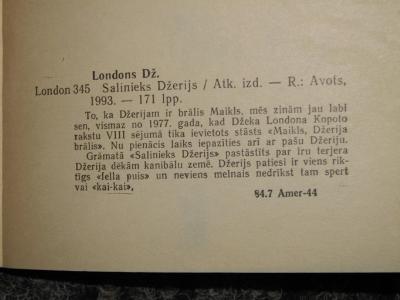 Londons Dž.
London 345 Salinieks Džerijs / Atk. izd. — R.: Avots,
1993. — 171 lpp.
To, ka Džerijam ir brālis Maikls, mēs zinām jau labi
sen, vismaz no 1977. gada, kad Džeka Londona Kopoto
rakstu VIII sējumā tika ievietots stāsts «Maikls, Džerija
brālis». Nu pienācis laiks iepazīties arī ar pašu Džeriju.
Grāmatā «Salinieks Džerijs» pastāstīts par īru terjera
Džerija dēkām kanibālu zemē. Džerijs patiesi ir viens rik-
tīgs «fella puis» un neviens melnais nedrīkst tam spert
vai «kai-kai».
84.7 Amer-44